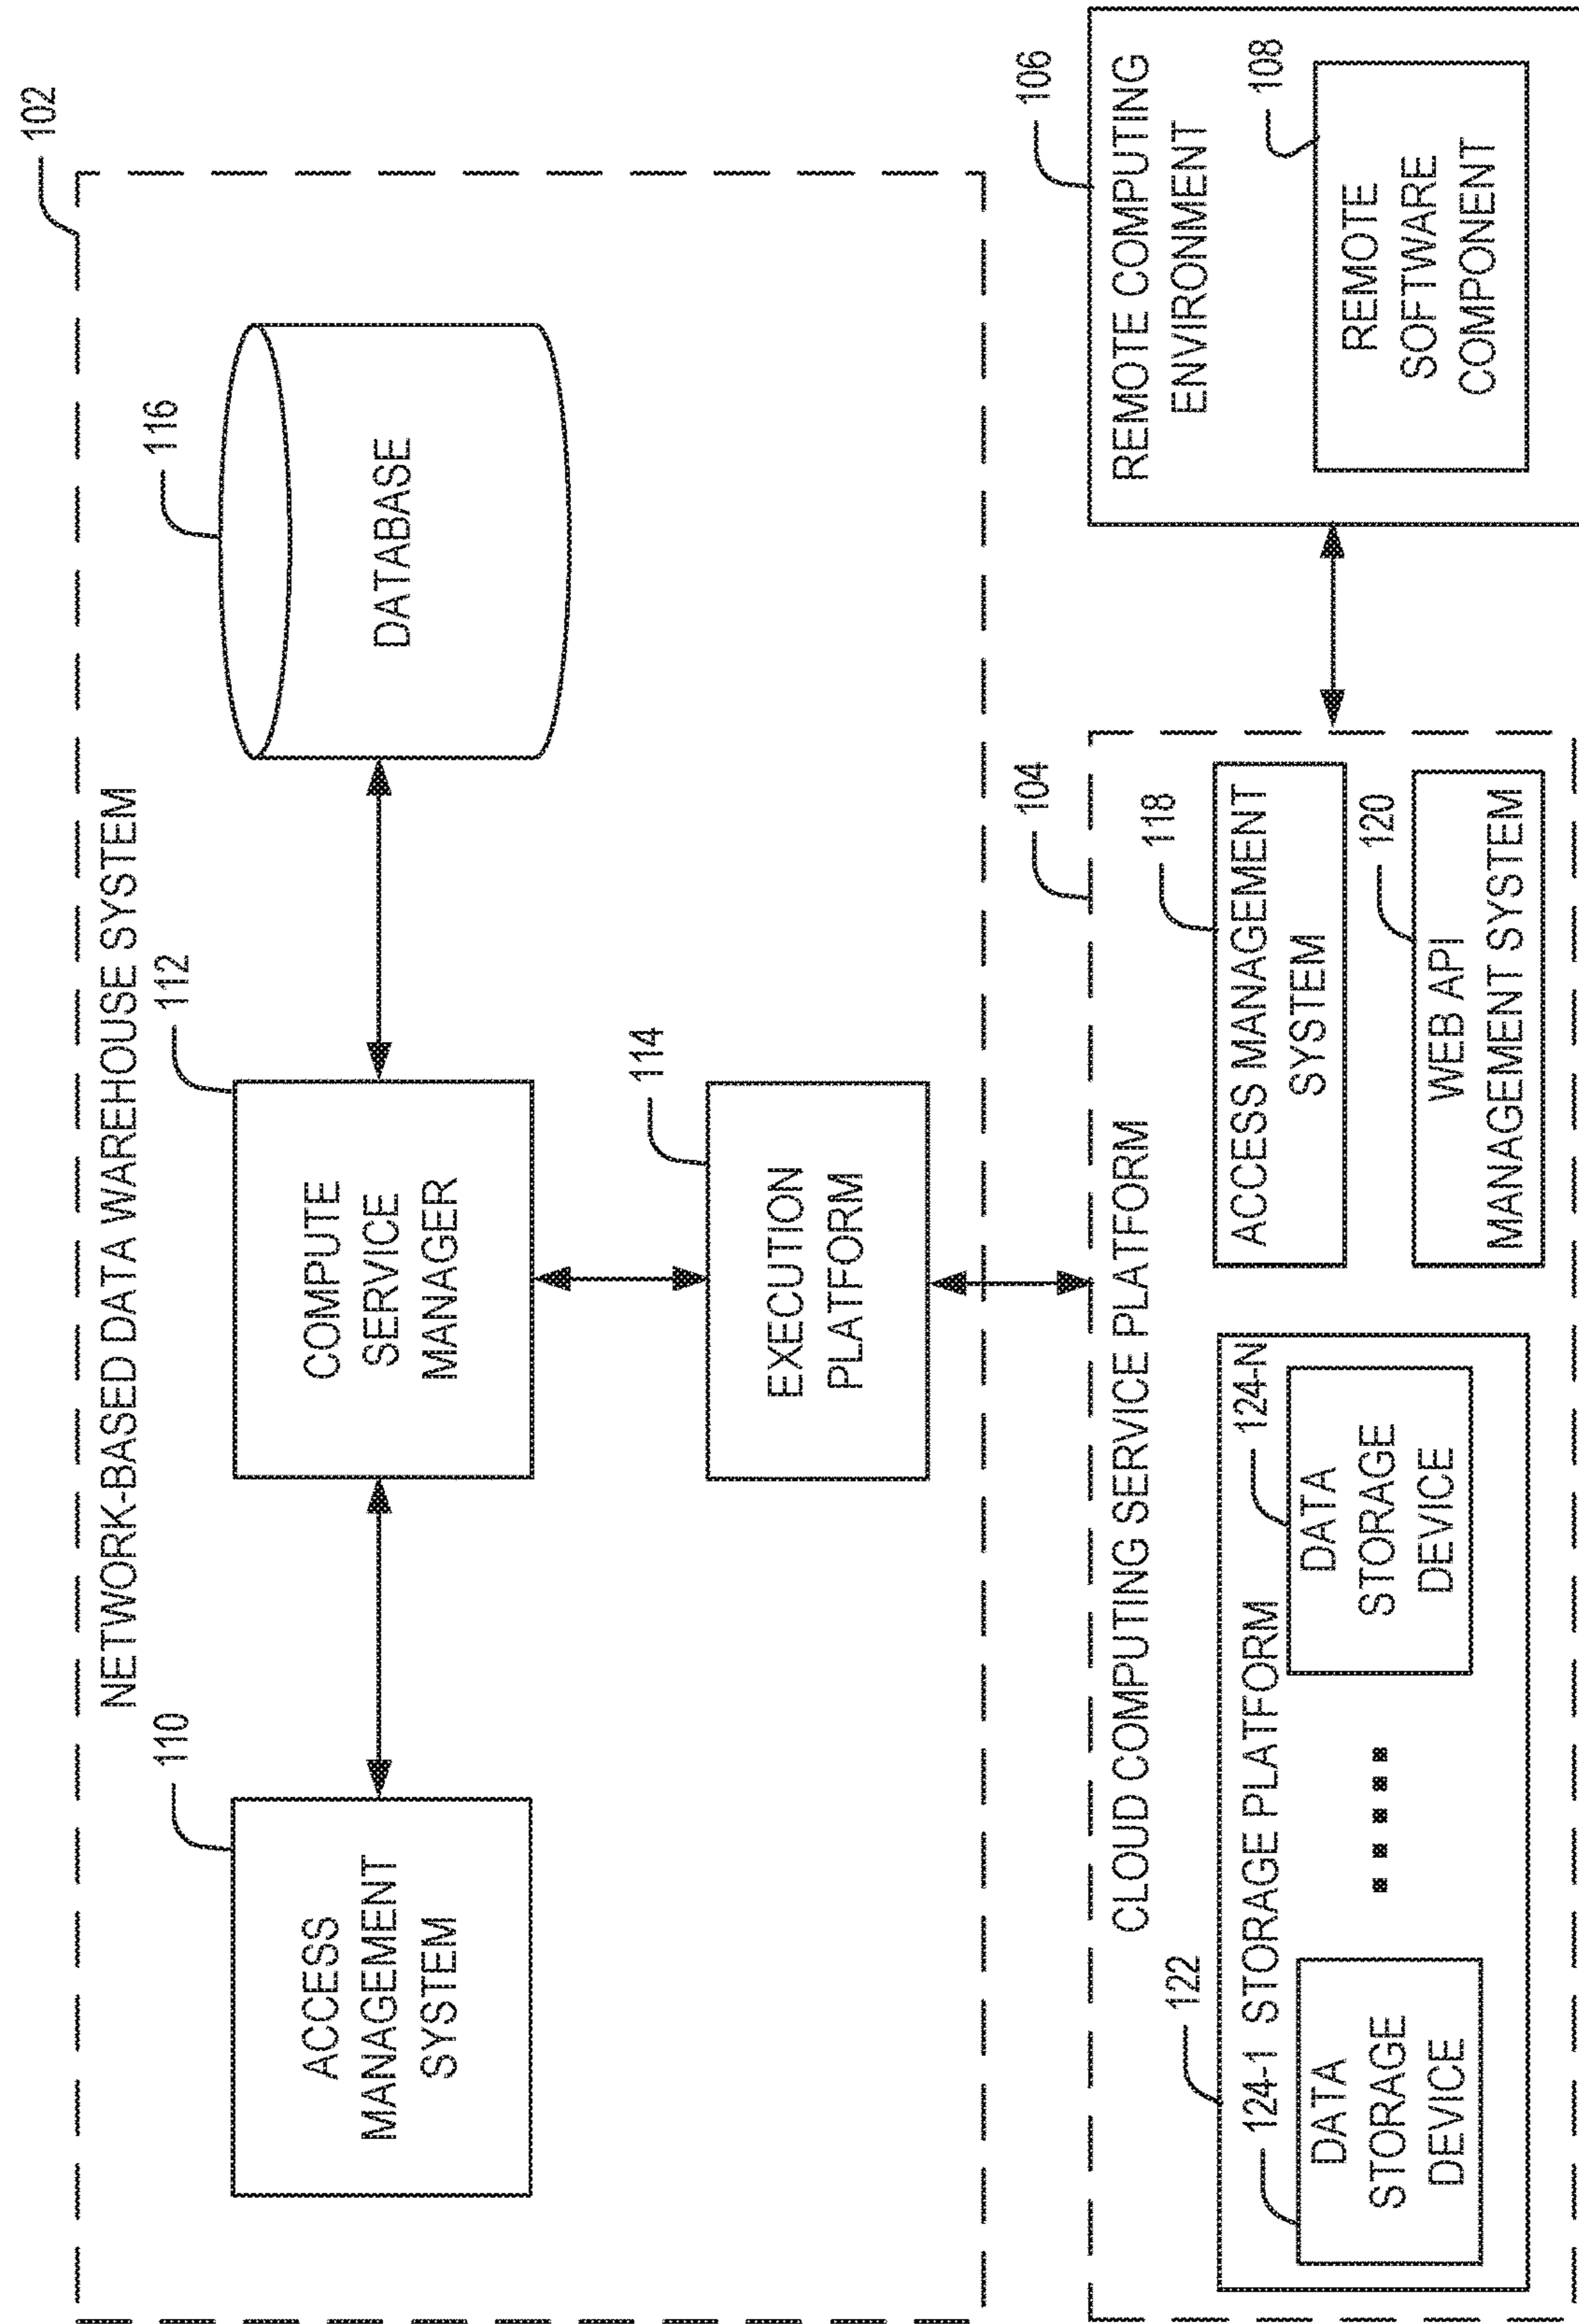 102
NETWORK-BASED DATA WAREHOUSE SYSTEM
110
ACCESS
MANAGEMENT
SYSTEM
112
COMPUTE
SERVICE
MANAGER
116
DATABASE
114
EXECUTION
PLATFORM
104
CLOUD COMPUTING SERVICE PLATFORM
122
124-1 STORAGE PLATFORM 124-N
DATA
STORAGE
DEVICE
DATA
STORAGE
DEVICE
118
ACCESS MANAGEMENT
SYSTEM
120
WEB API
MANAGEMENT SYSTEM
106
REMOTE COMPUTING
ENVIRONMENT
108
REMOTE
SOFTWARE
COMPONENT